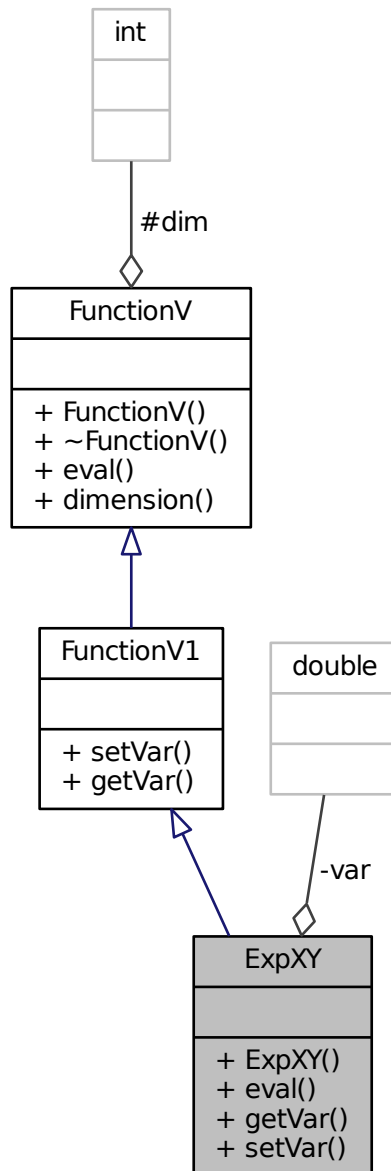 int
#dim
FunctionV
+ FunctionV()
+ ~FunctionV()
+ eval()
+ dimension()
FunctionV1
+ setVar()
+ getVar()
double
-var
ExpXY
+ ExpXY()
+ eval()
+ getVar()
+ setVar()